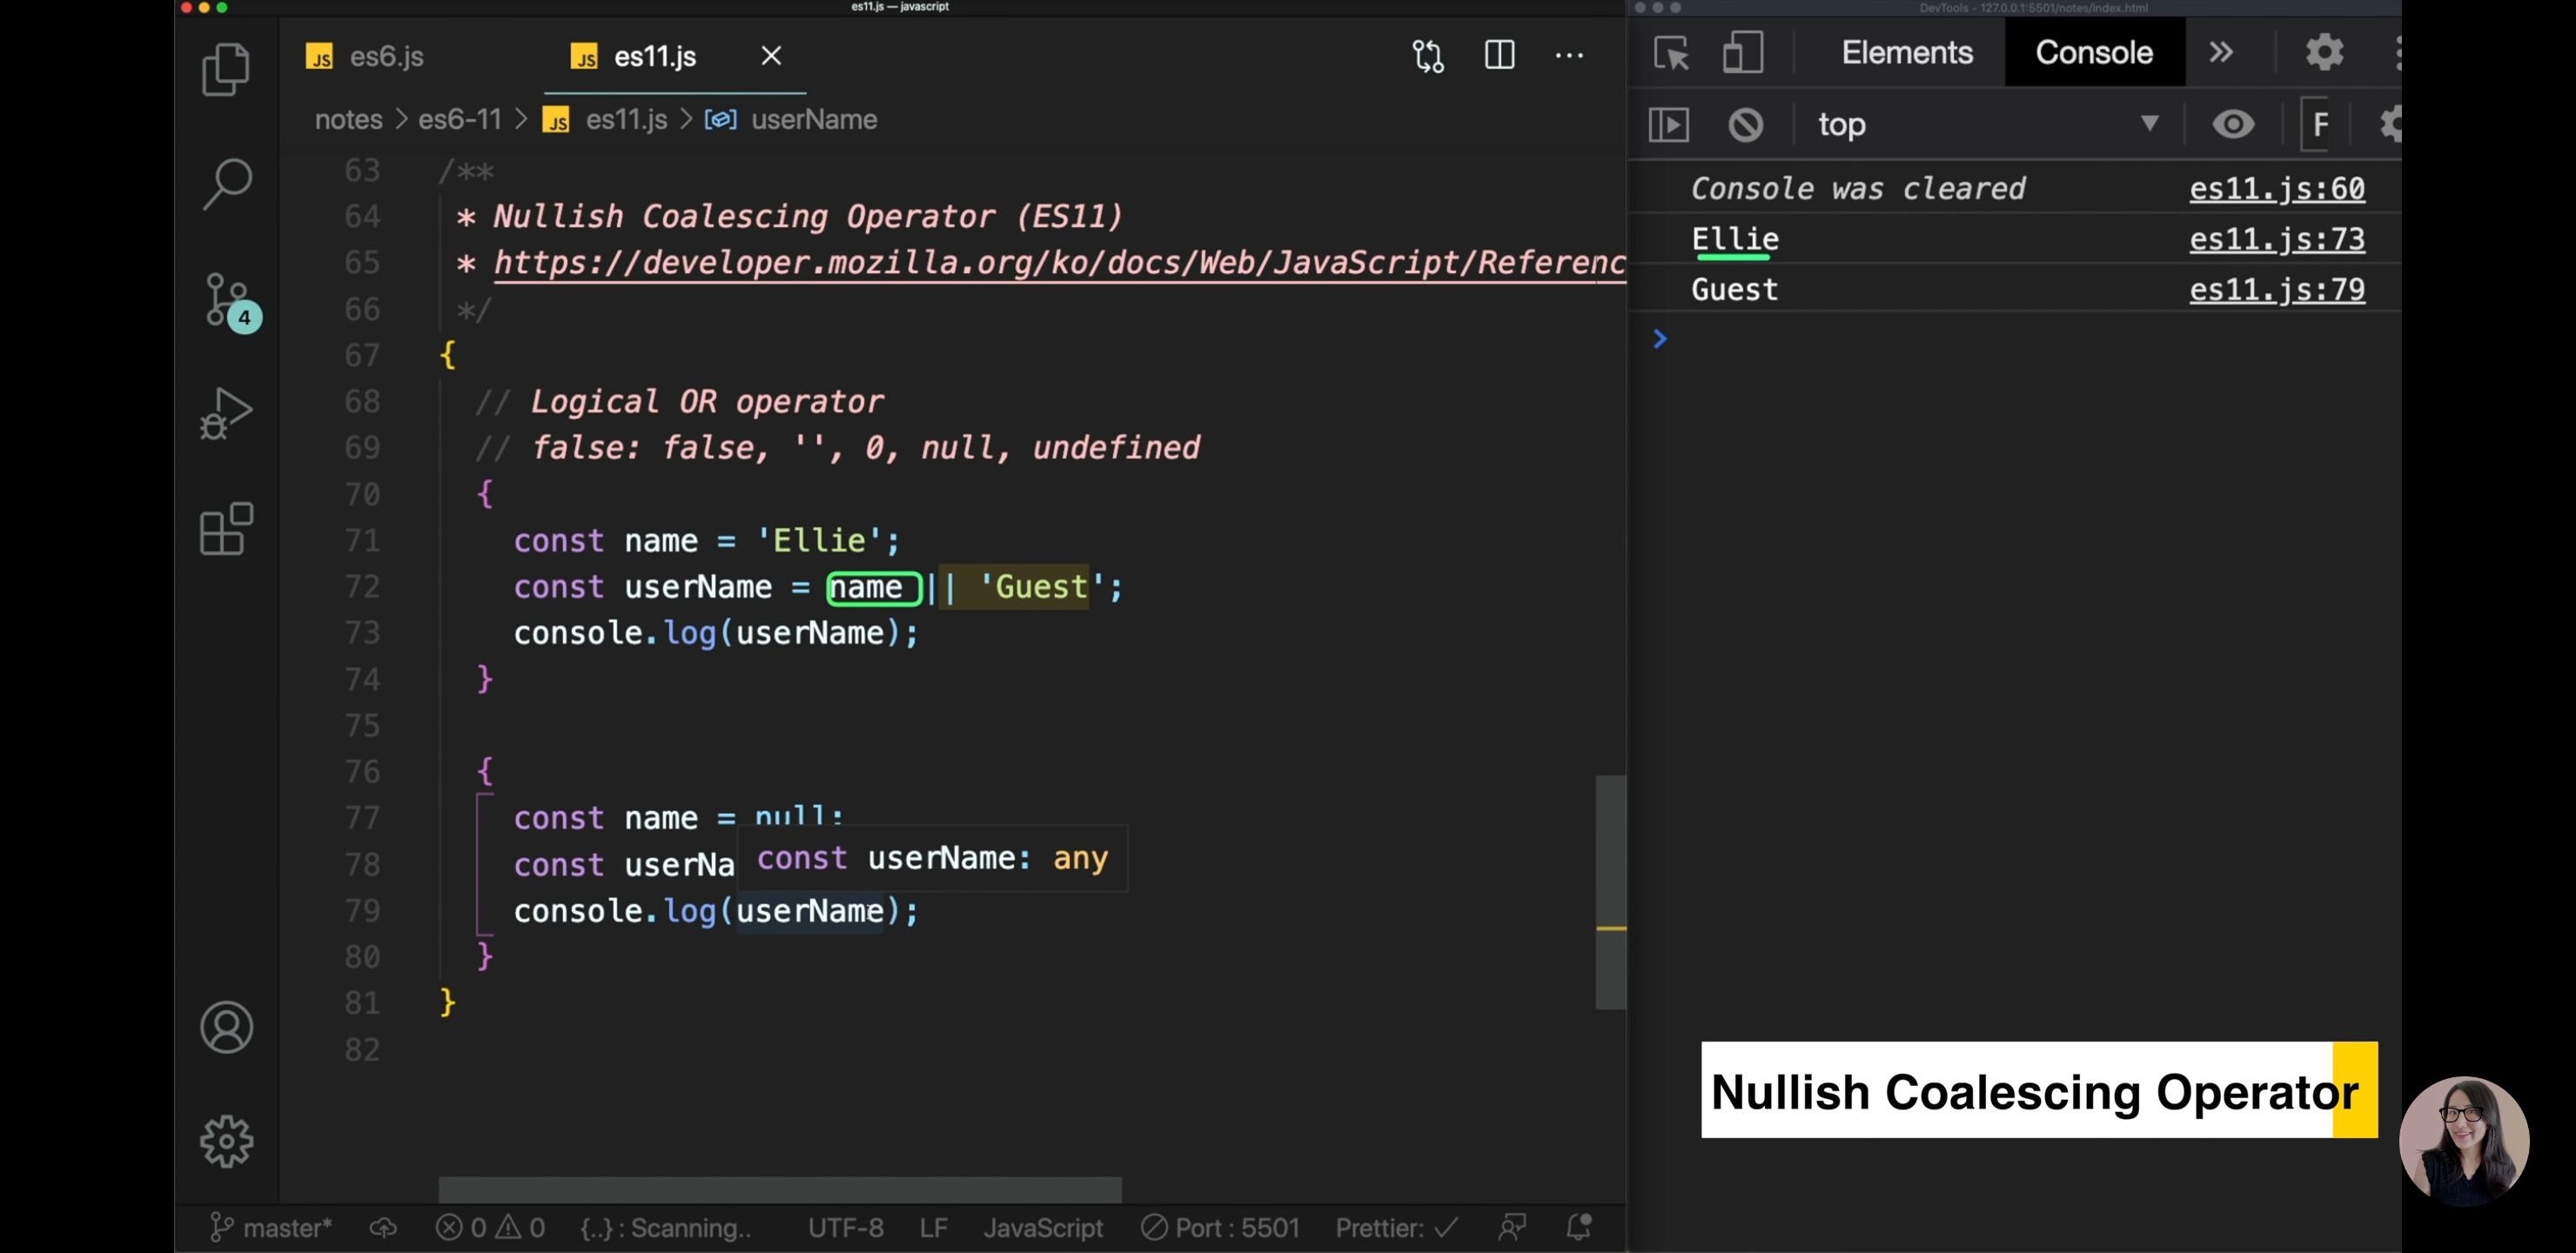 es11.js — javascript
es6.js
es11.js
notes > es6-11 > es11.js > userName
63 /**
64 * Nullish Coalescing Operator (ES11)
65 * https://developer.mozilla.org/ko/docs/Web/JavaScript/Referenc
66 */
67 {
68 // Logical OR operator
69 // false: false, '', 0, null, undefined
70 {
71 const name = 'Ellie';
72 const userName = name || 'Guest';
73 console.log(userName);
74 }
75
76 {
77 const name = null;
const userName: any
78 const userNa
79 console.log(userName);
80 }
81 }
82
4
master*
0 0
{..} : Scanning..
UTF-8
LF
JavaScript
Port : 5501
Prettier: ✓
DevTools - 127.0.0.1:5501/notes/index.html
Elements
Console
top
F
Console was cleared es11.js:60
Ellie es11.js:73
Guest es11.js:79
Nullish Coalescing Operator